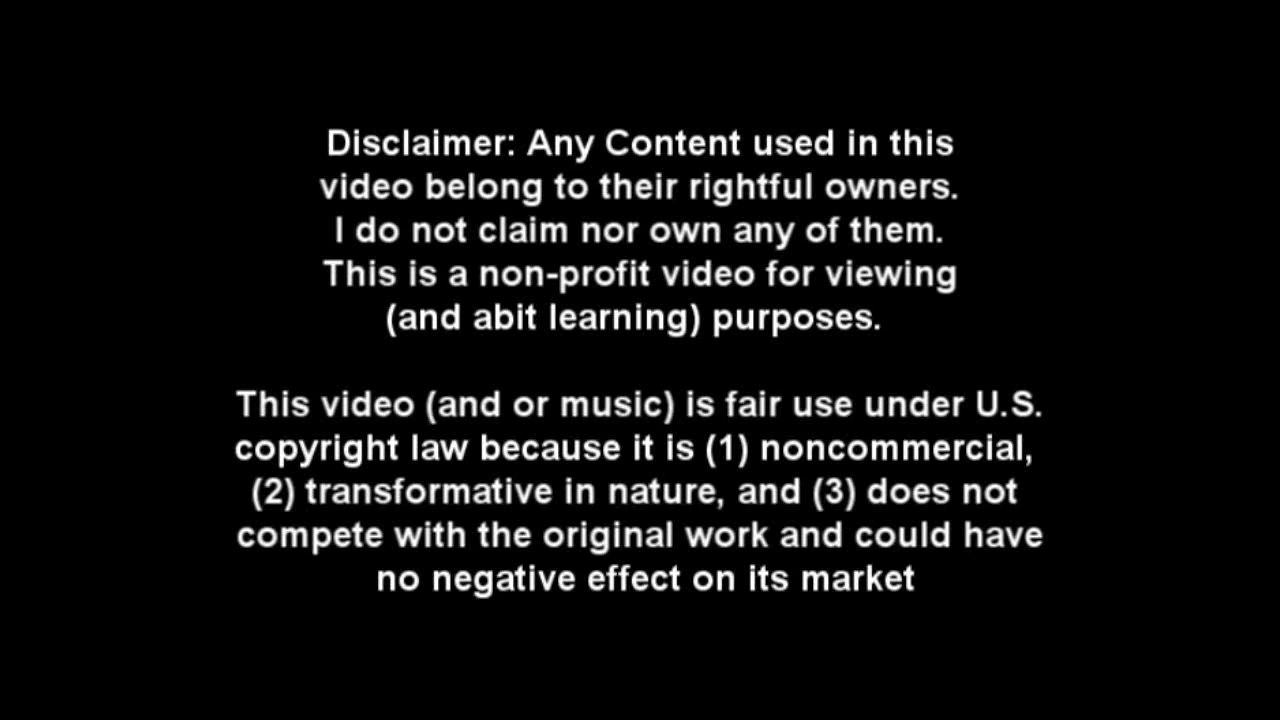 Disclaimer: Any Content used in this
video belong to their rightful owners.
I do not claim nor own any of them.
This is a non-profit video for viewing
(and abit learning) purposes.
This video (and or music) is fair use under U.S.
copyright law because it is (1) noncommercial,
(2) transformative in nature, and (3) does not
compete with the original work and could have
no negative effect on its market